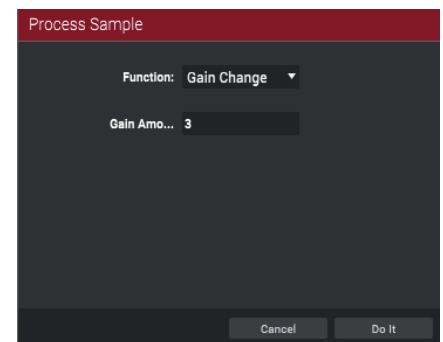 Process Sample
Function: Gain Change
Gain Amo... 3
Cancel Do It